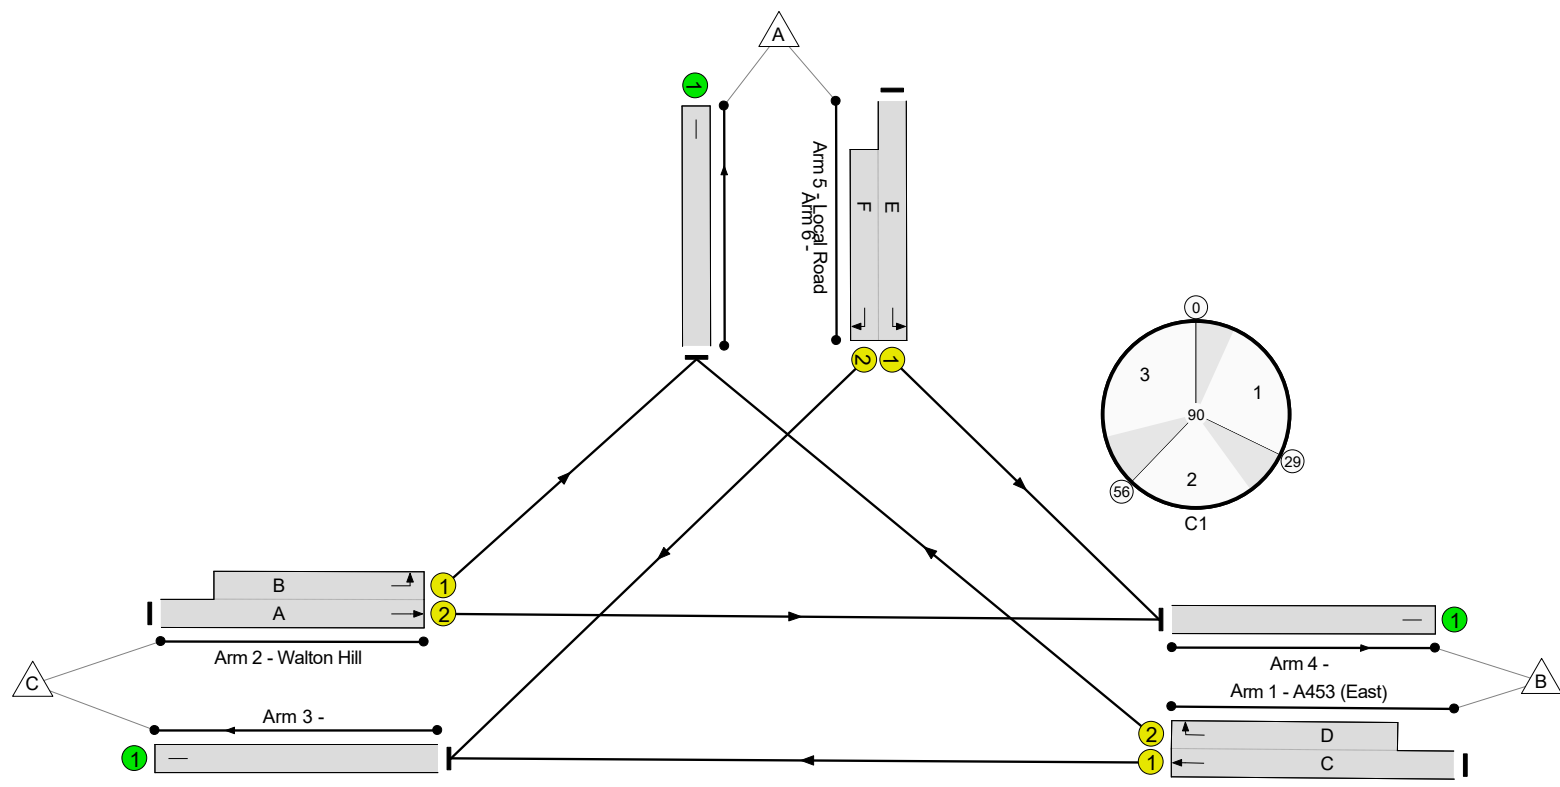 A
1
Arm 5 - Local Road
Arm 6 -
F
E
2
1
0
3
1
90
29
2
56
C1
B
1
A
2
Arm 2 - Walton Hill
C
Arm 3 -
1
1
Arm 4 -
B
Arm 1 - A453 (East)
2
D
1
C